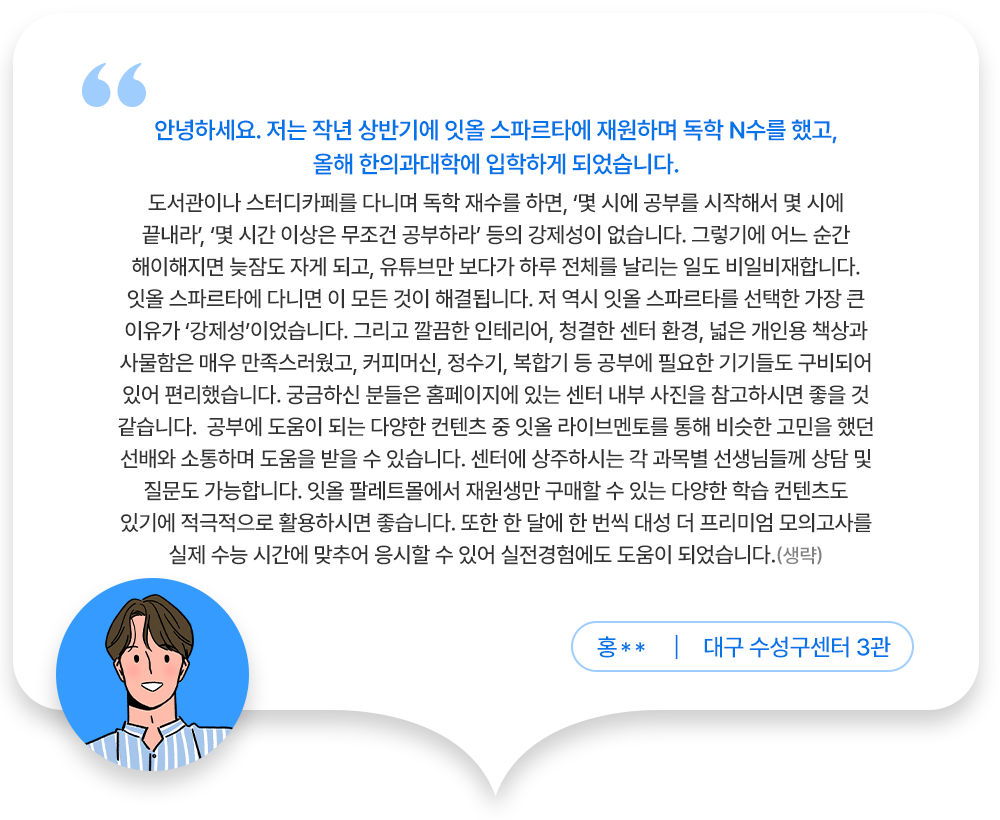 안녕하세요. 저는 작년 상반기에 잇올 스파르타에 재원하며 독학 N수를 했고,
올해 한의과대학에 입학하게 되었습니다.
도서관이나 스터디카페를 다니며 독학 재수를 하면, ‘몇 시에 공부를 시작해서 몇 시에
끝내라’, ‘몇 시간 이상은 무조건 공부하라’ 등의 강제성이 없습니다. 그렇기에 어느 순간
해이해지면 늦잠도 자게 되고, 유튜브만 보다가 하루 전체를 날리는 일도 비일비재합니다.
잇올 스파르타에 다니면 이 모든 것이 해결됩니다. 저 역시 잇올 스파르타를 선택한 가장 큰
이유가 ‘강제성’이었습니다. 그리고 깔끔한 인테리어, 청결한 센터 환경, 넓은 개인용 책상과
사물함은 매우 만족스러웠고, 커피머신, 정수기, 복합기 등 공부에 필요한 기기들도 구비되어
있어 편리했습니다. 궁금하신 분들은 홈페이지에 있는 센터 내부 사진을 참고하시면 좋을 것
같습니다.  공부에 도움이 되는 다양한 컨텐츠 중 잇올 라이브멘토를 통해 비슷한 고민을 했던
선배와 소통하며 도움을 받을 수 있습니다. 센터에 상주하시는 각 과목별 선생님들께 상담 및
질문도 가능합니다. 잇올 팔레트몰에서 재원생만 구매할 수 있는 다양한 학습 컨텐츠도
있기에 적극적으로 활용하시면 좋습니다. 또한 한 달에 한 번씩 대성 더 프리미엄 모의고사를
실제 수능 시간에 맞추어 응시할 수 있어 실전경험에도 도움이 되었습니다.(생략)
홍** | 대구 수성구센터 3관